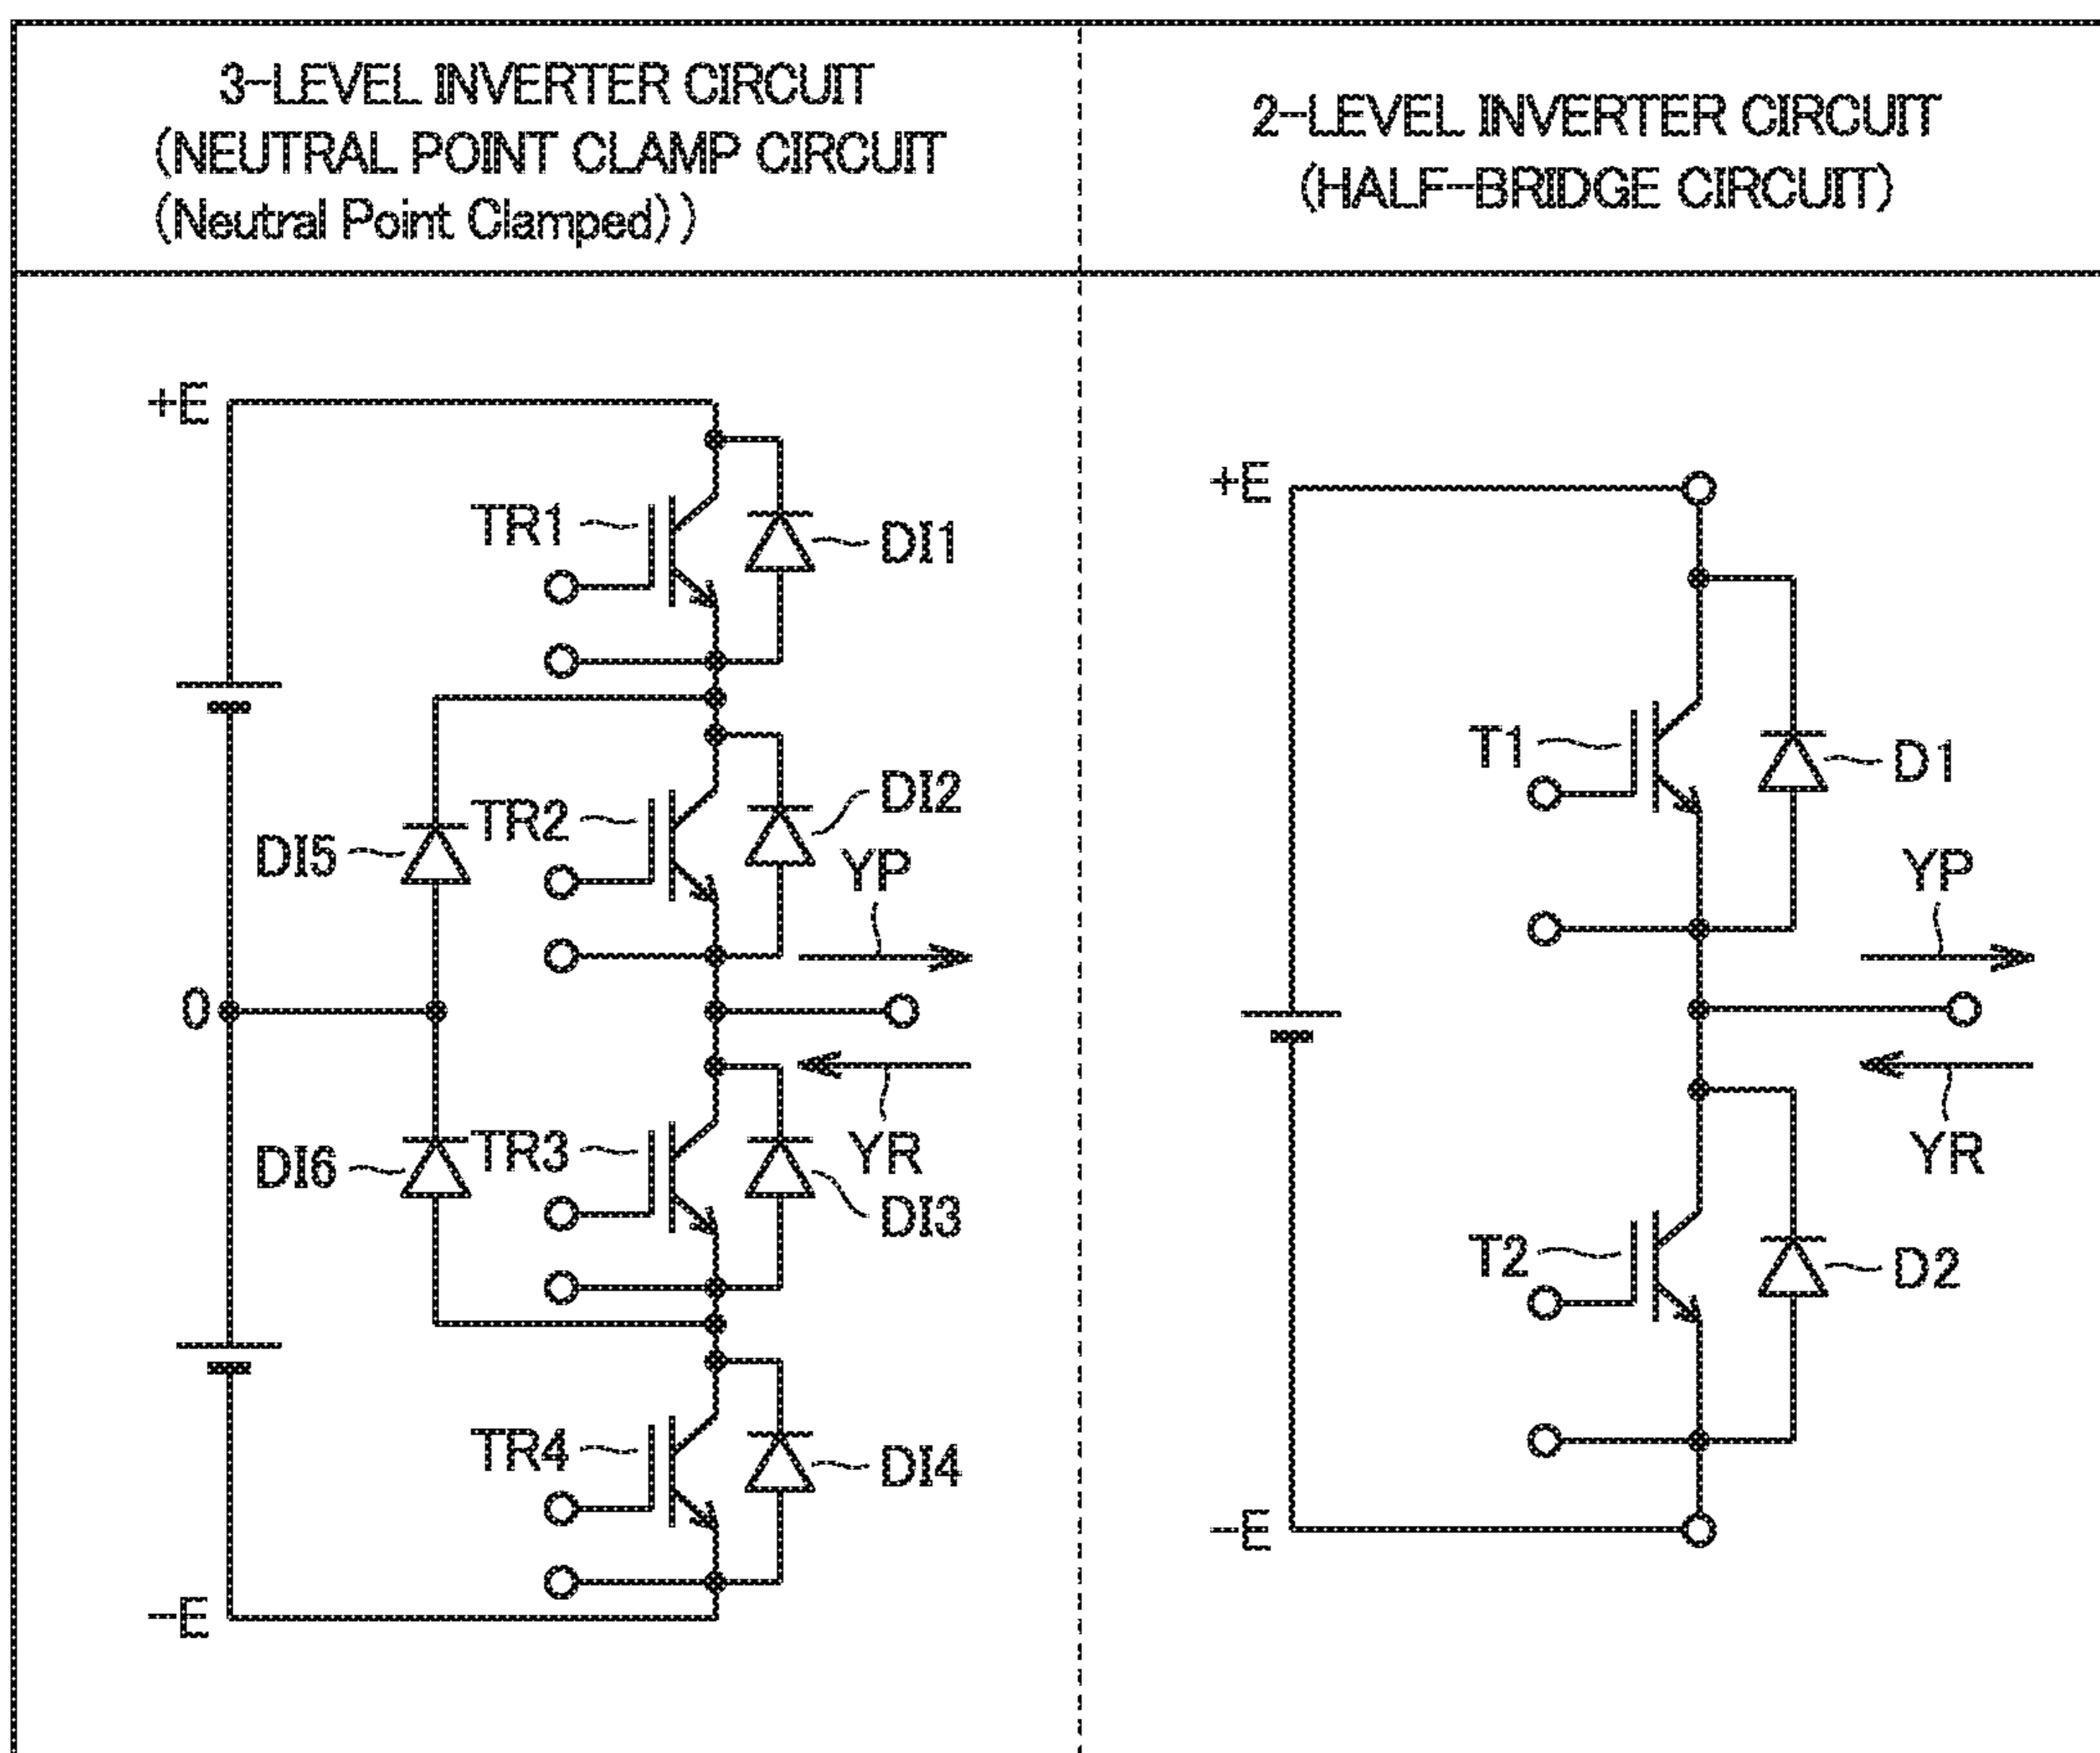 3-LEVEL INVERTER CIRCUIT
(NEUTRAL POINT CLAMP CIRCUIT
(Neutral Point Clamped))
2-LEVEL INVERTER CIRCUIT
(HALF-BRIDGE CIRCUIT)
+E
TR1
DI1
DI5
TR2
DI2
YP
0
DI6
TR3
YR
DI3
TR4
DI4
-E
+E
T1
D1
YP
YR
T2
D2
-E